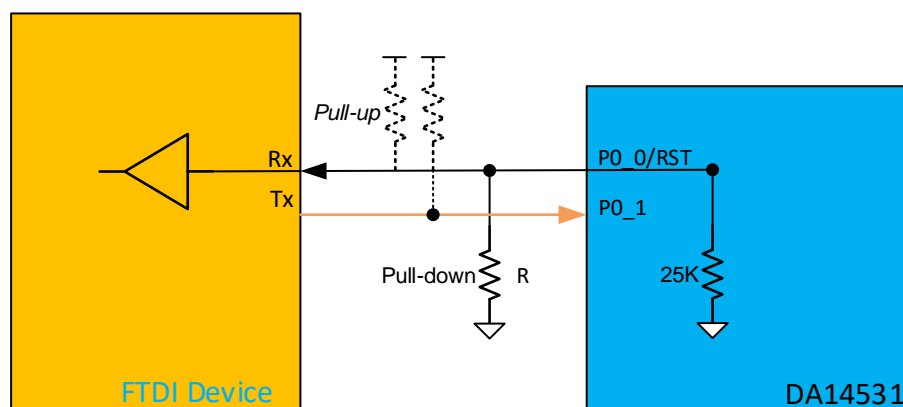 Pull-up
Rx
P0_0/RST
Tx
P0_1
Pull-down
R
25K
FTDI Device
DA14531